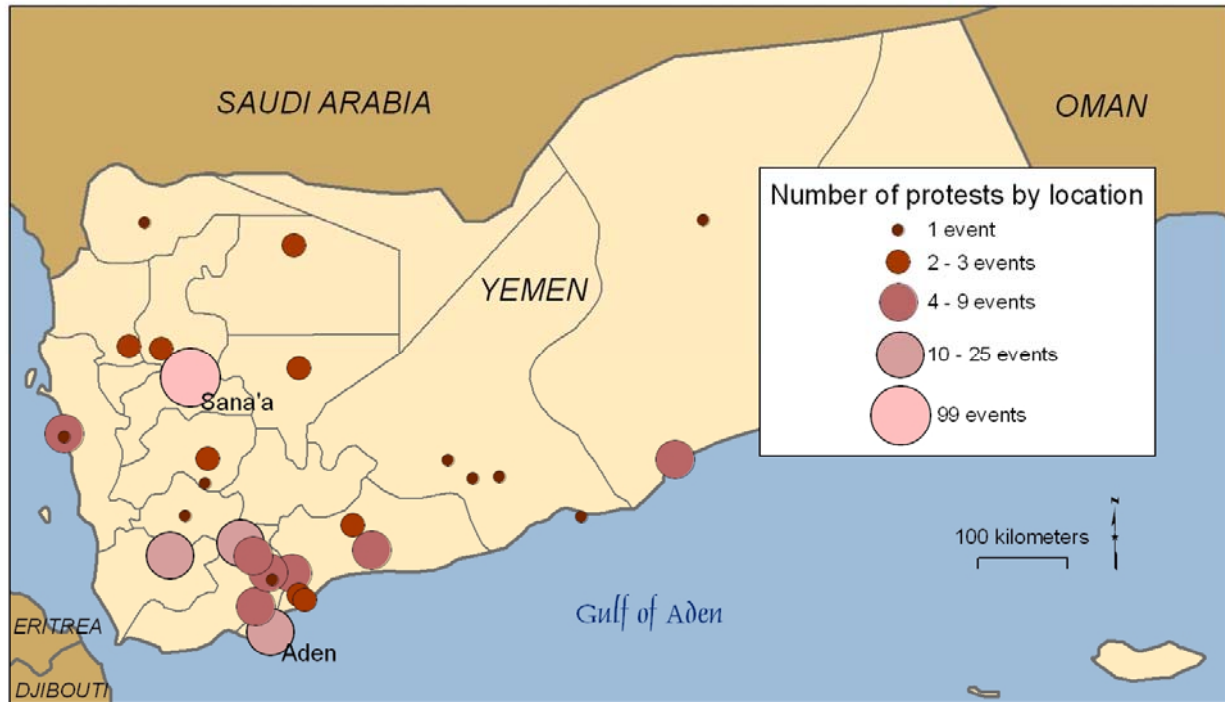 SAUDI ARABIA
OMAN
Number of protests by location
1 event
2 - 3 events
4 - 9 events
10 - 25 events
99 events
YEMEN
Sana'a
100 kilometers
N
Gulf of Aden
ERITREA
Aden
DJIBOUTI